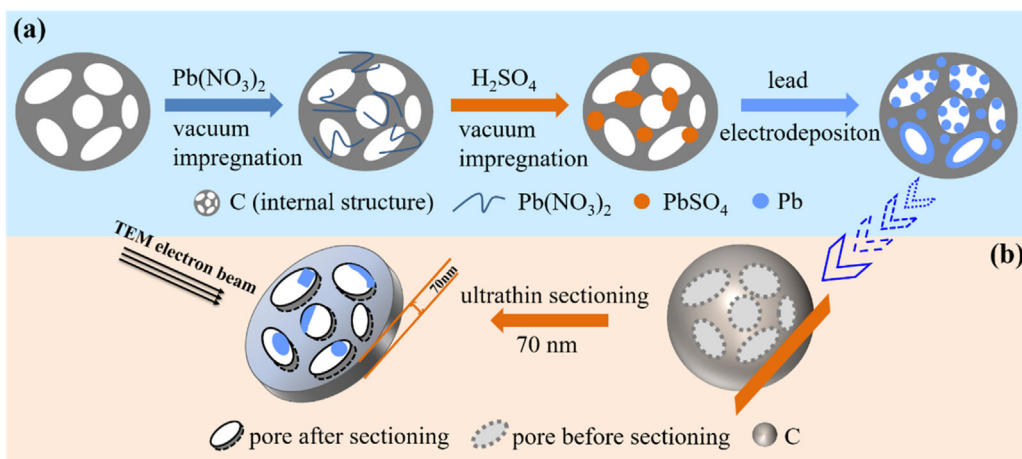 (a)
Pb(NO₃)₂
vacuum
impregnation
H₂SO₄
vacuum
impregnation
lead
electrodepositon
C (internal structure)
Pb(NO₃)₂
PbSO₄
Pb
(b)
TEM electron beam
70nm
ultrathin sectioning
70 nm
pore after sectioning
pore before sectioning
C